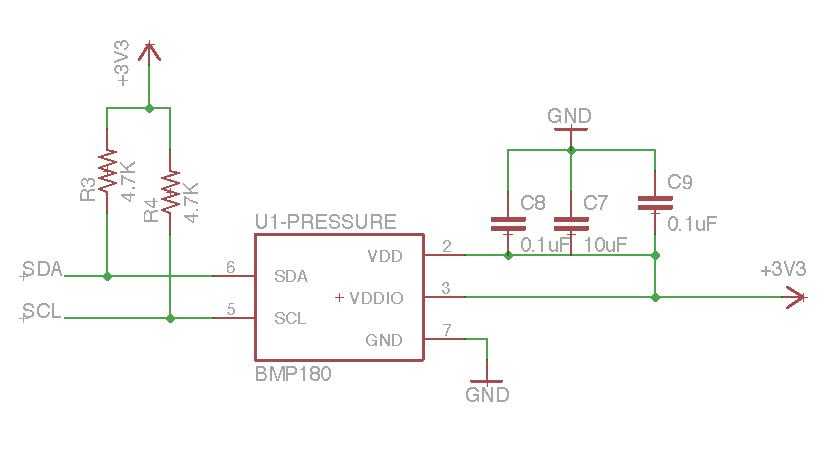 +3V3
R3
4.7K
R4
4.7K
GND
C8
0.1uF
C7
10uF
C9
0.1uF
U1-PRESSURE
SDA
6
SDA
VDD
2
+3V3
VDDIO
3
SCL
5
SCL
GND
7
BMP180
GND